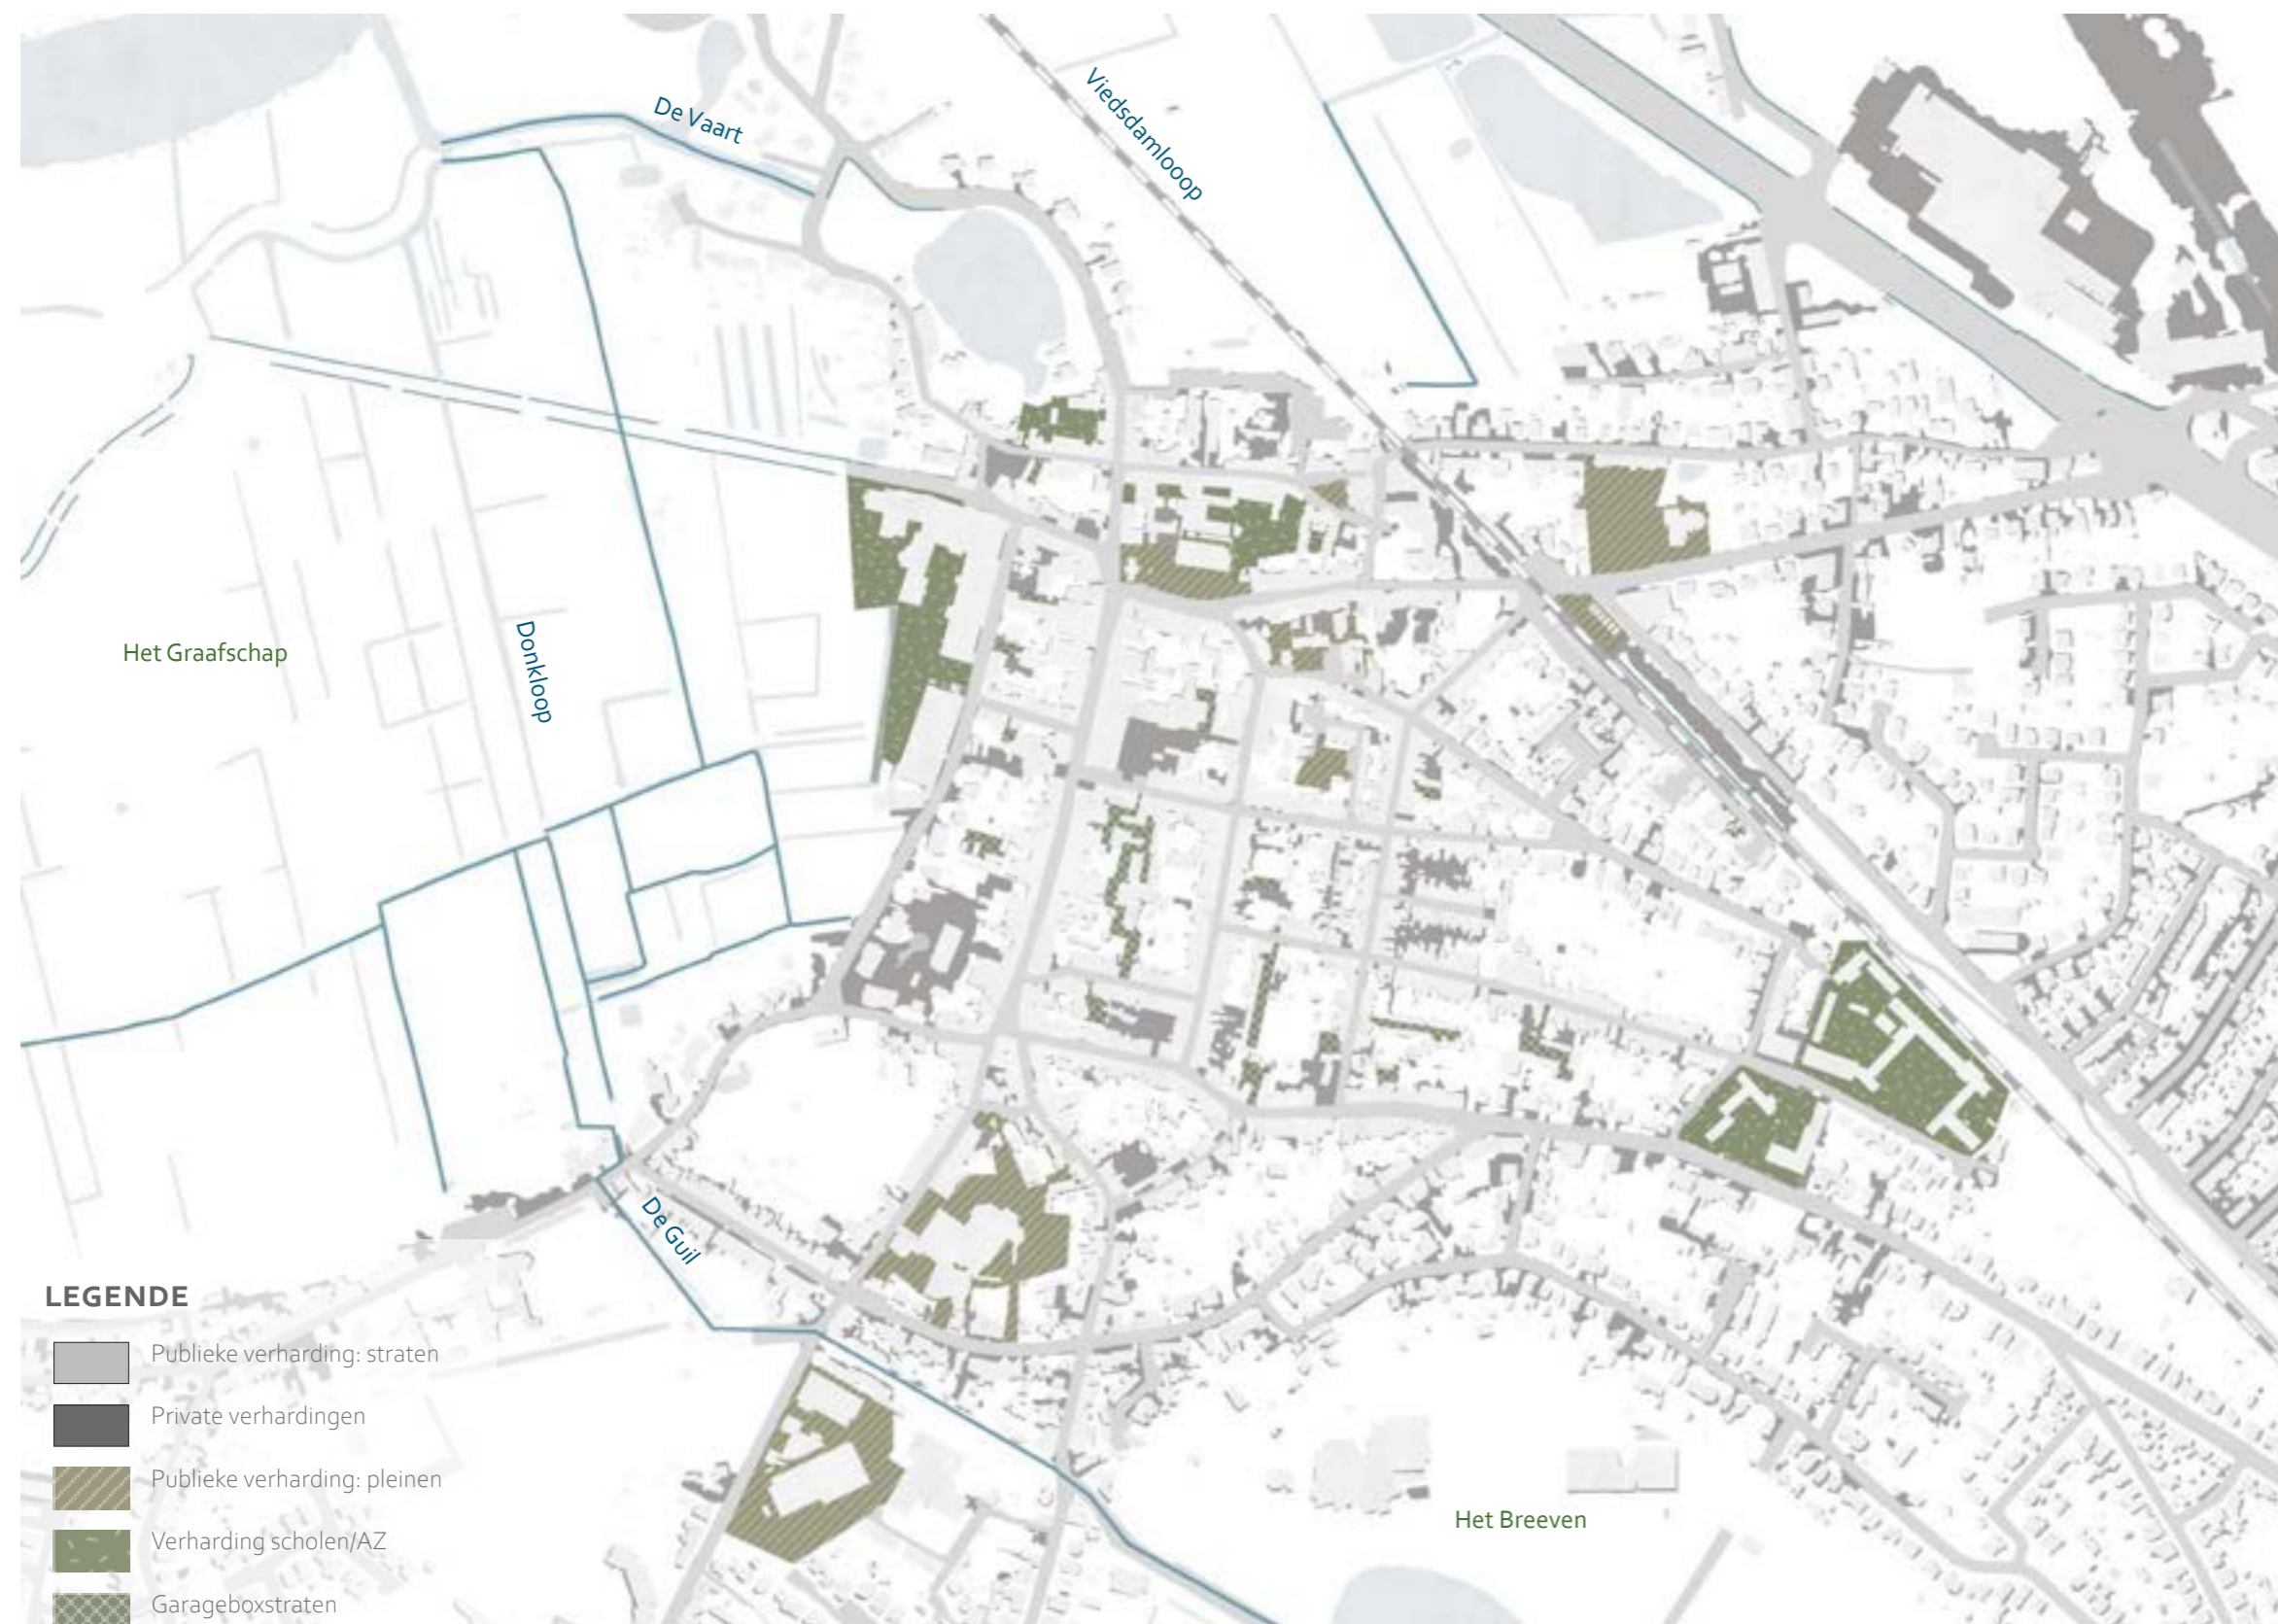 De Vaart
Viedsdamlooop
Het Graafschap
Donkloop
De Guil
Het Breeven
LEGENDE
Publieke verharding: straten
Private verhardingen
Publieke verharding: pleinen
Verharding scholen/AZ
Garageboxstraten